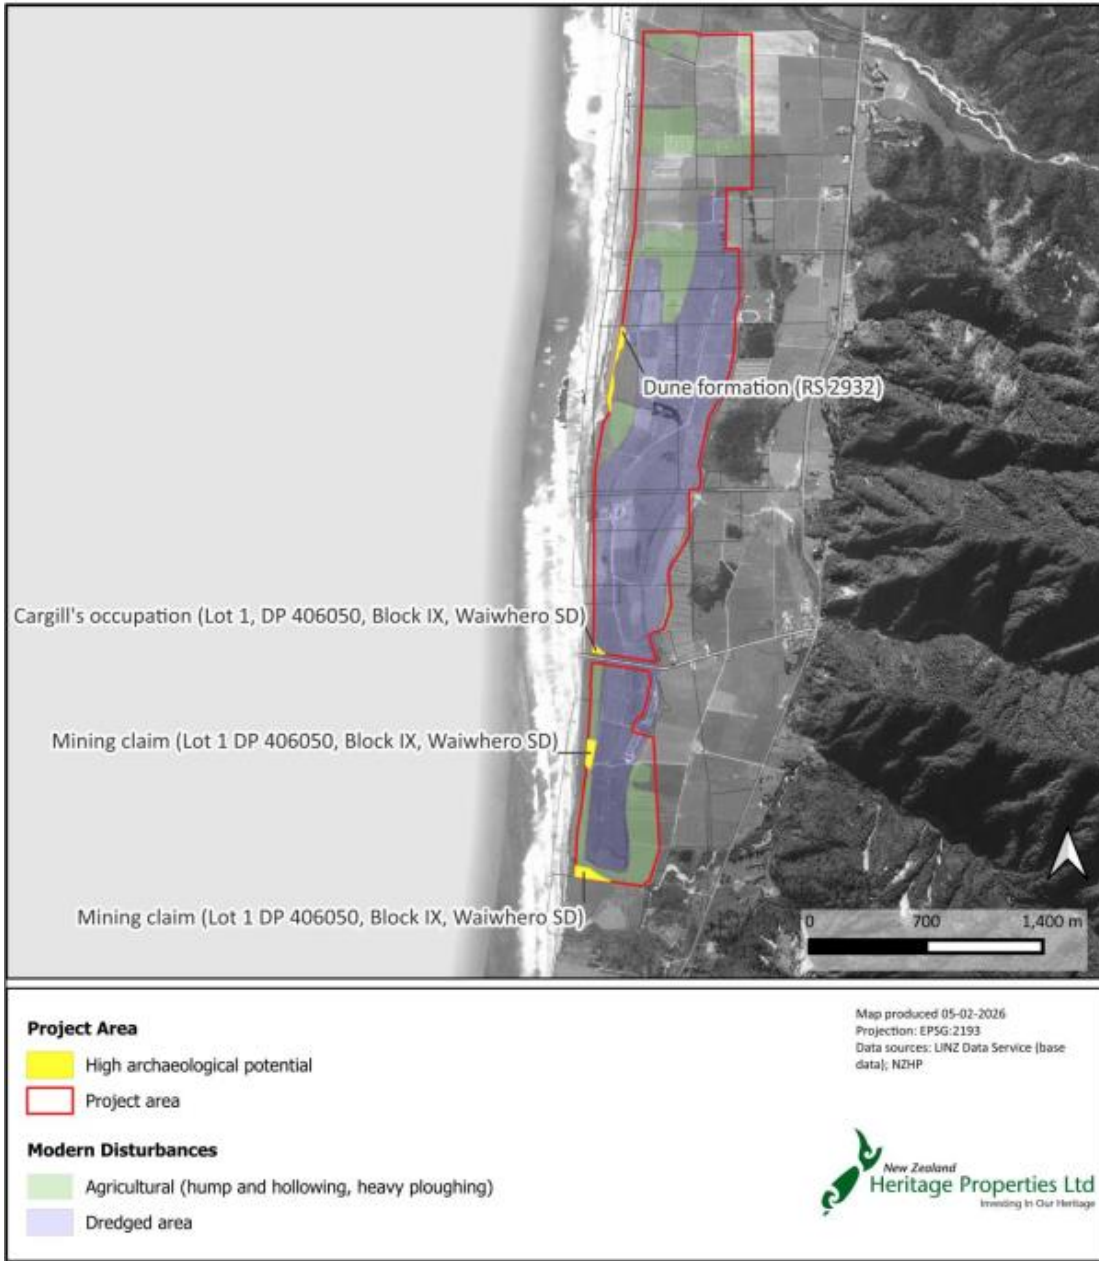 Dune formation (RS 2932)
Cargill's occupation (Lot 1, DP 406050, Block IX, Waiwhero SD)
Mining claim (Lot 1 DP 406050, Block IX, Waiwhero SD)
Mining claim (Lot 1 DP 406050, Block IX, Waiwhero SD)
0 700 1,400 m
Project Area
High archaeological potential
Project area
Modern Disturbances
Agricultural (hump and hollowing, heavy ploughing)
Dredged area
Map produced 05-02-2026
Projection: EPSG:2193
Data sources: LINZ Data Service (base
data); NZHP
New Zealand
Heritage Properties Ltd
Investing In Our Heritage